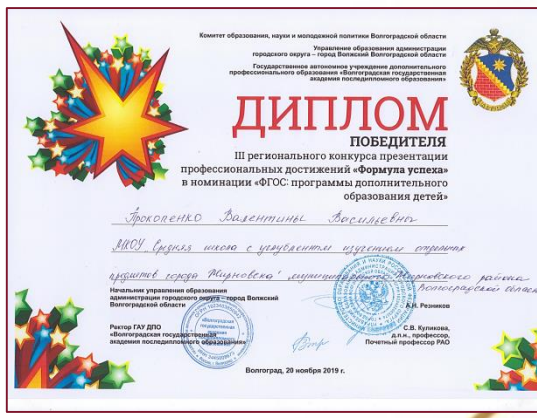 Комитет образования, науки и молодежной политики Волгоградской области
Управление образования администрации
городского округа – город Волжский Волгоградской области
Государственное автономное учреждение дополнительного
профессионального образования «Волгоградская государственная
академия последипломного образования»
ДИПЛОМ
ПОБЕДИТЕЛЯ
III регионального конкурса презентации
профессиональных достижений «Формула успеха»
в номинации «ФГОС: программы дополнительного
образования детей»
Прокопенко Валентины Васильевны
МКОУ „Средняя школа с углубленным изучением отдельных
предметов города Жирновска" муниципального Жирновского района
Волгоградской области
Начальник управления образования
администрации городского округа – город Волжский
Волгоградской области
А.Н. Резников
Ректор ГАУ ДПО
«Волгоградская государственная
академия последипломного образования»
С.В. Куликова,
д.п.н., профессор,
Почетный профессор РАО
Волгоград, 20 ноября 2019 г.